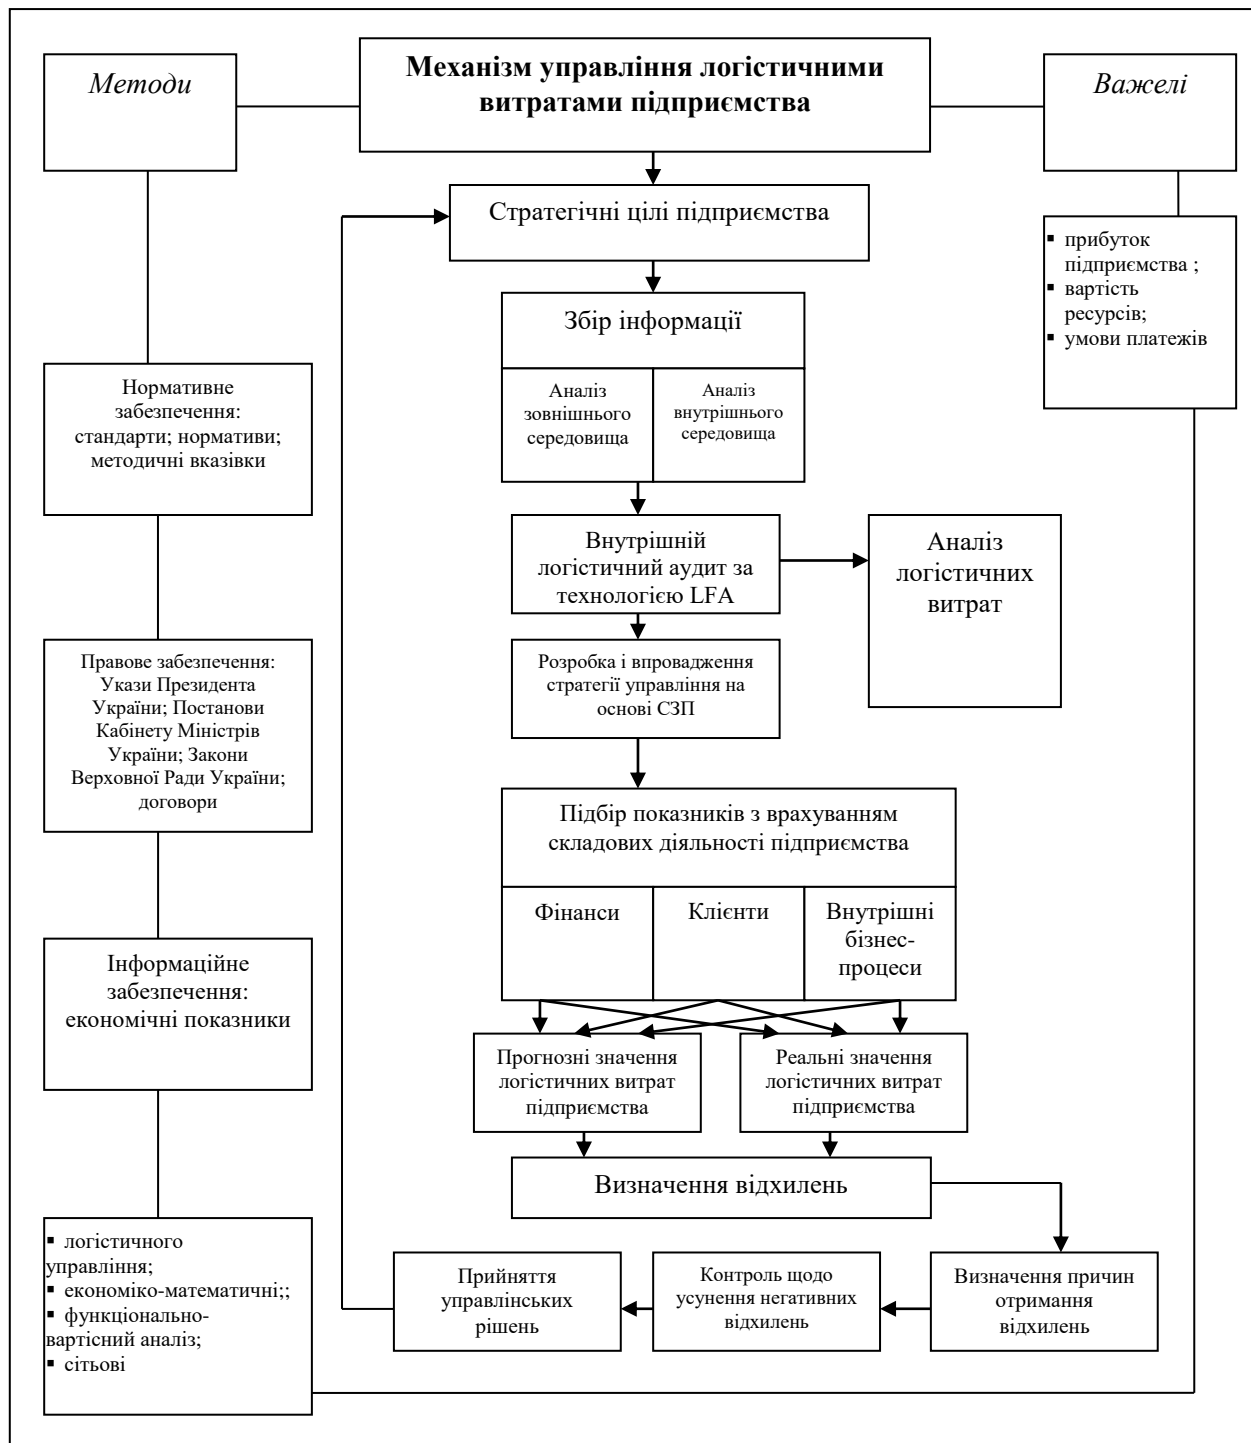 Методи
Механізм управління логістичними
витратами підприємства
Важелі
Стратегічні цілі підприємства
▪ прибуток
підприємства ;
▪ вартість
ресурсів;
▪ умови платежів
Збір інформації
Аналіз
зовнішнього
середовища
Аналіз
внутрішнього
середовища
Нормативне
забезпечення:
стандарти; нормативи;
методичні вказівки
Внутрішній
логістичний аудит за
технологією LFA
Аналіз
логістичних
витрат
Розробка і впровадження
стратегії управління на
основі СЗП
Правове забезпечення:
Укази Президента
України; Постанови
Кабінету Міністрів
України; Закони
Верховної Ради України;
договори
Підбір показників з врахуванням
складових діяльності підприємства
Фінанси
Клієнти
Внутрішні
бізнес-
процеси
Інформаційне
забезпечення:
економічні показники
Прогнозні значення
логістичних витрат
підприємства
Реальні значення
логістичних витрат
підприємства
Визначення відхилень
▪ логістичного
управління;
▪ економіко-математичні;;
▪ функціонально-
вартісний аналіз;
▪ сітьові
Прийняття
управлінських
рішень
Контроль щодо
усунення негативних
відхилень
Визначення причин
отримання
відхилень